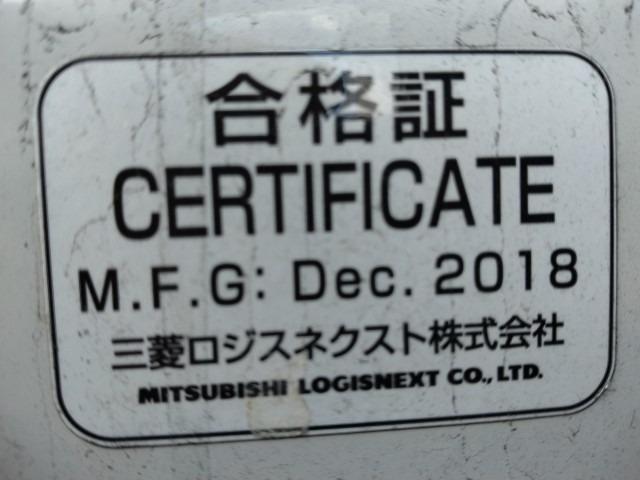 合格証
CERTIFICATE
M.F.G: Dec. 2018
三菱ロジスネクスト株式会社
MITSUBISHI LOGISNEXT CO., LTD.